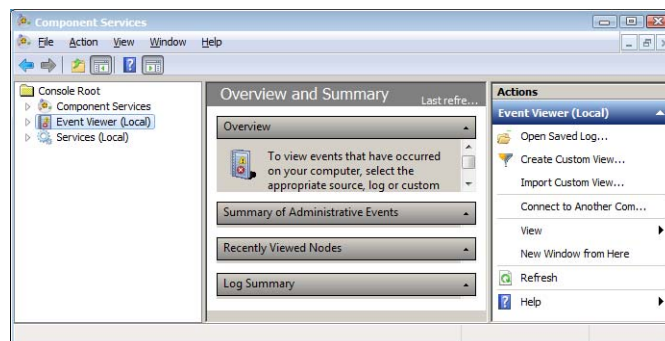 Component Services
File Action View Window Help
Console Root
Component Services
Event Viewer (Local)
Services (Local)
Overview and Summary Last refre...
Overview
To view events that have occurred
on your computer, select the
appropriate source, log or custom
Summary of Administrative Events
Recently Viewed Nodes
Log Summary
Actions
Event Viewer (Local)
Open Saved Log...
Create Custom View...
Import Custom View...
Connect to Another Com...
View
New Window from Here
Refresh
Help